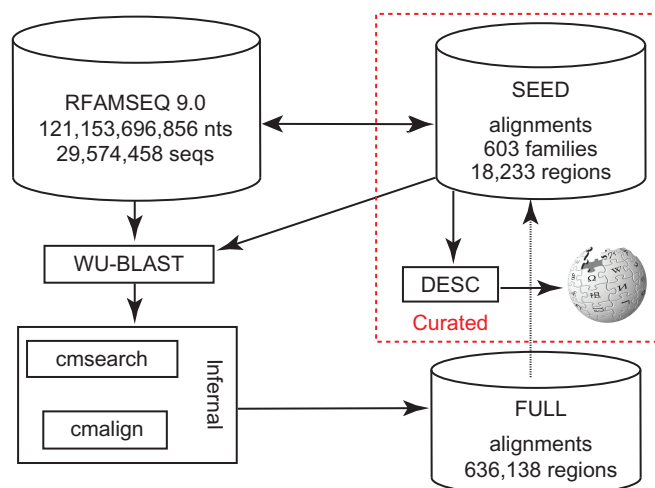 RFAMSEQ 9.0
121,153,696,856 nts
29,574,458 seqs
SEED
alignments
603 families
18,233 regions
WU-BLAST
DESC
Curated
cmsearch
cmalign
Infernal
FULL
alignments
636,138 regions